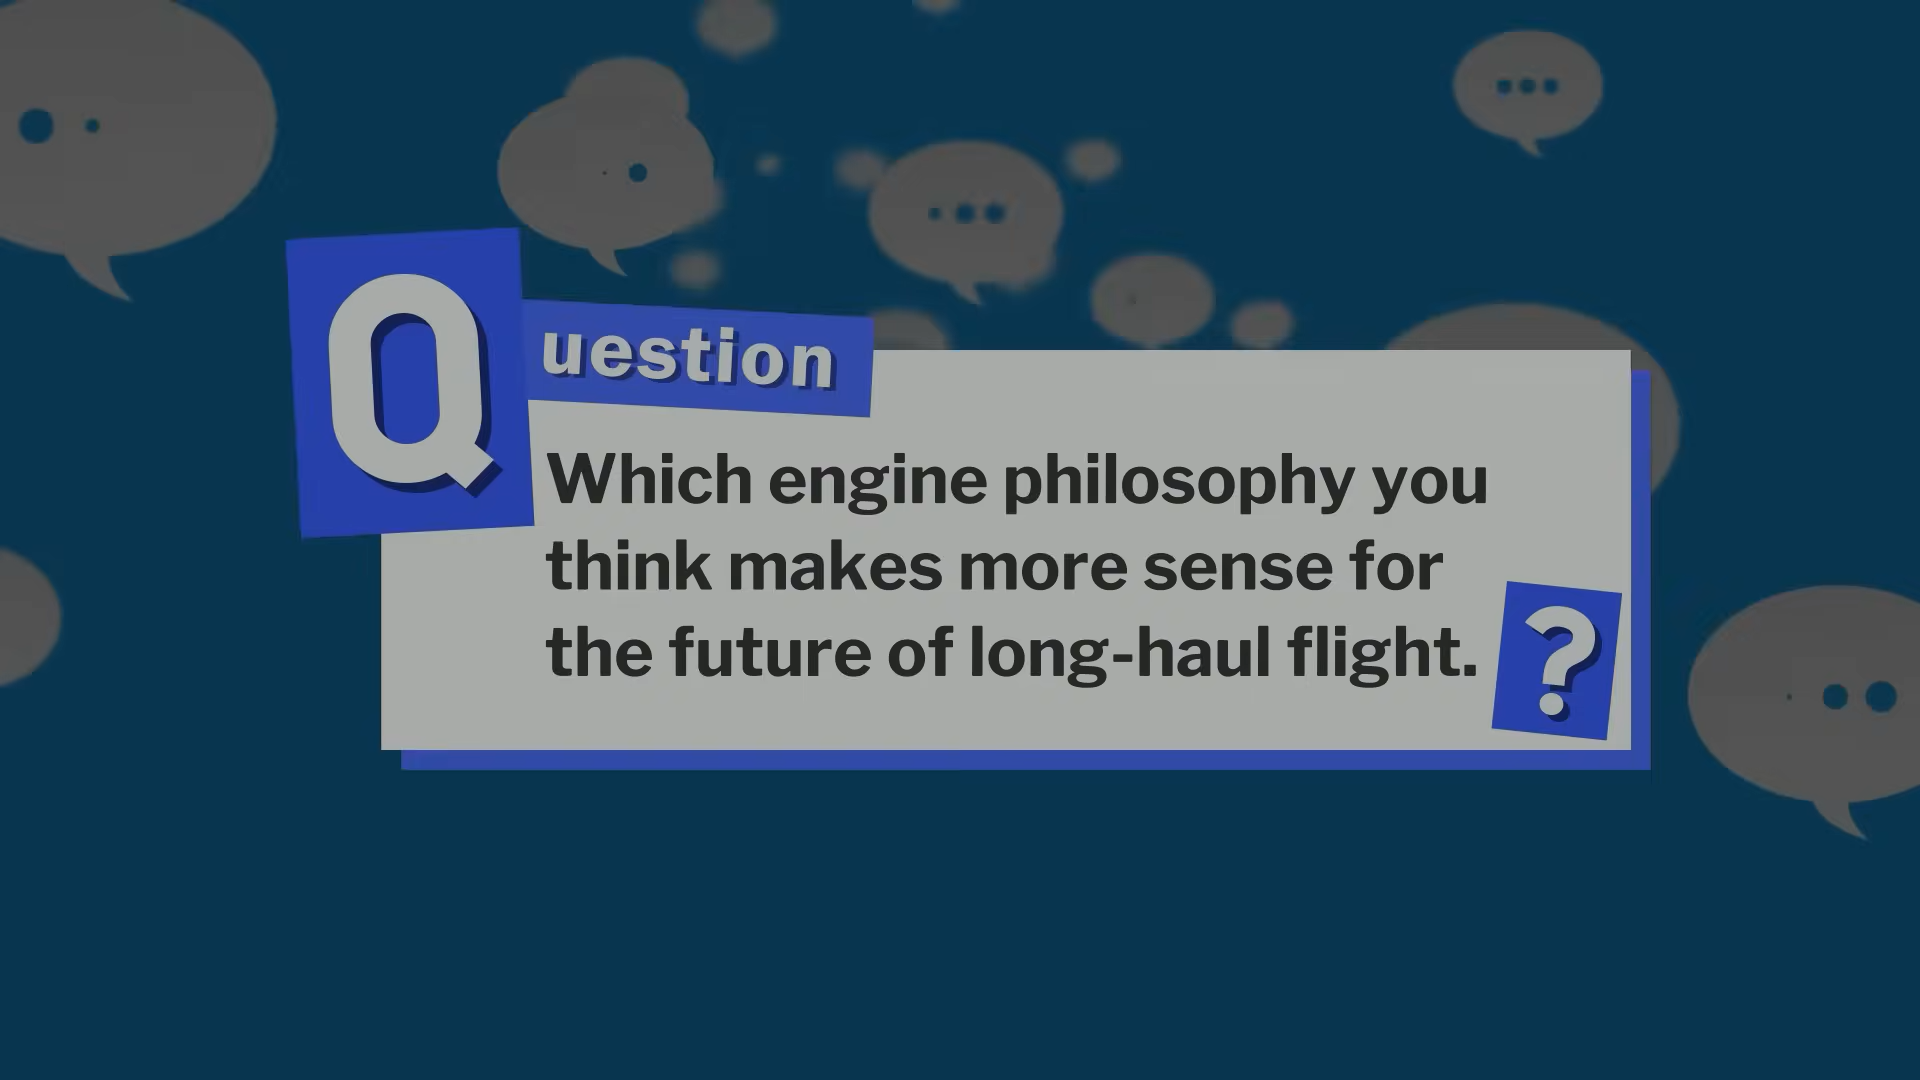 Question
Which engine philosophy you
think makes more sense for
the future of long-haul flight.
?